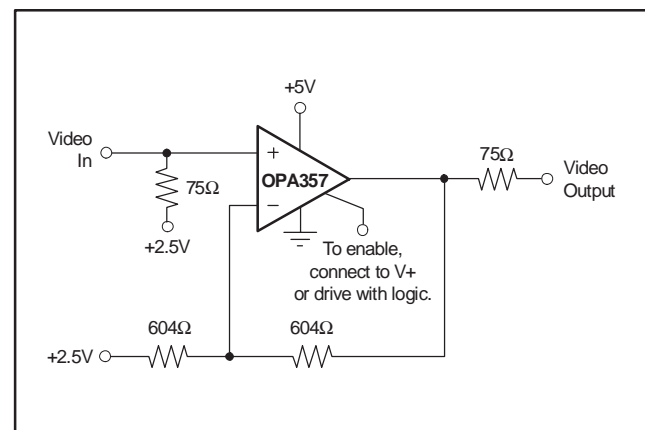 +5V
Video
In
+
OPA357
−
75Ω
+2.5V
75Ω
Video
Output
To enable,
connect to V+
or drive with logic.
604Ω
604Ω
+2.5V